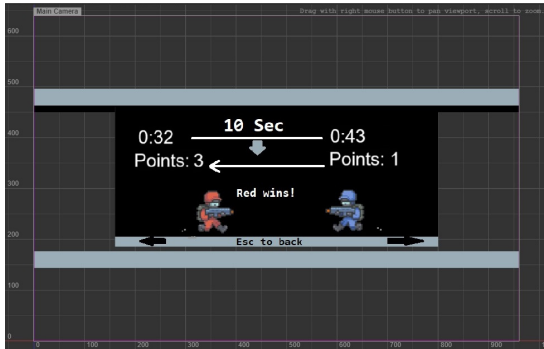 Main Camera
Drag with right mouse button to pan viewport, scroll to zoom.
600
500
400
300
200
100
0
10 Sec
0:32
0:43
Points: 3
Points: 1
Red wins!
Esc to back
0 100 200 300 400 500 600 700 800 900